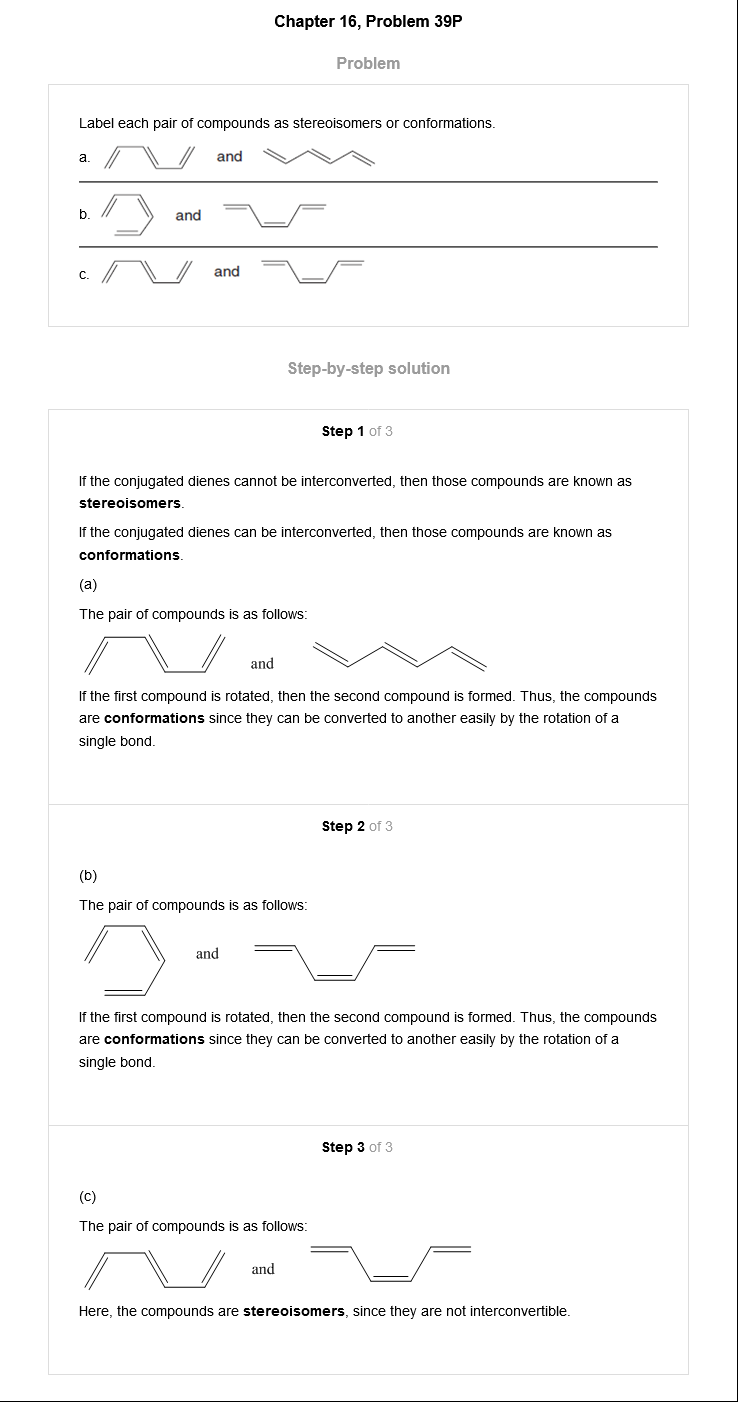 Chapter 16, Problem 39P
Problem
Label each pair of compounds as stereoisomers or conformations.
a. and
b. and
c. and
Step-by-step solution
Step 1 of 3
If the conjugated dienes cannot be interconverted, then those compounds are known as
stereoisomers.
If the conjugated dienes can be interconverted, then those compounds are known as
conformations.
(a)
The pair of compounds is as follows:
and
If the first compound is rotated, then the second compound is formed. Thus, the compounds
are conformations since they can be converted to another easily by the rotation of a
single bond.
Step 2 of 3
(b)
The pair of compounds is as follows:
and
If the first compound is rotated, then the second compound is formed. Thus, the compounds
are conformations since they can be converted to another easily by the rotation of a
single bond.
Step 3 of 3
(c)
The pair of compounds is as follows:
and
Here, the compounds are stereoisomers, since they are not interconvertible.